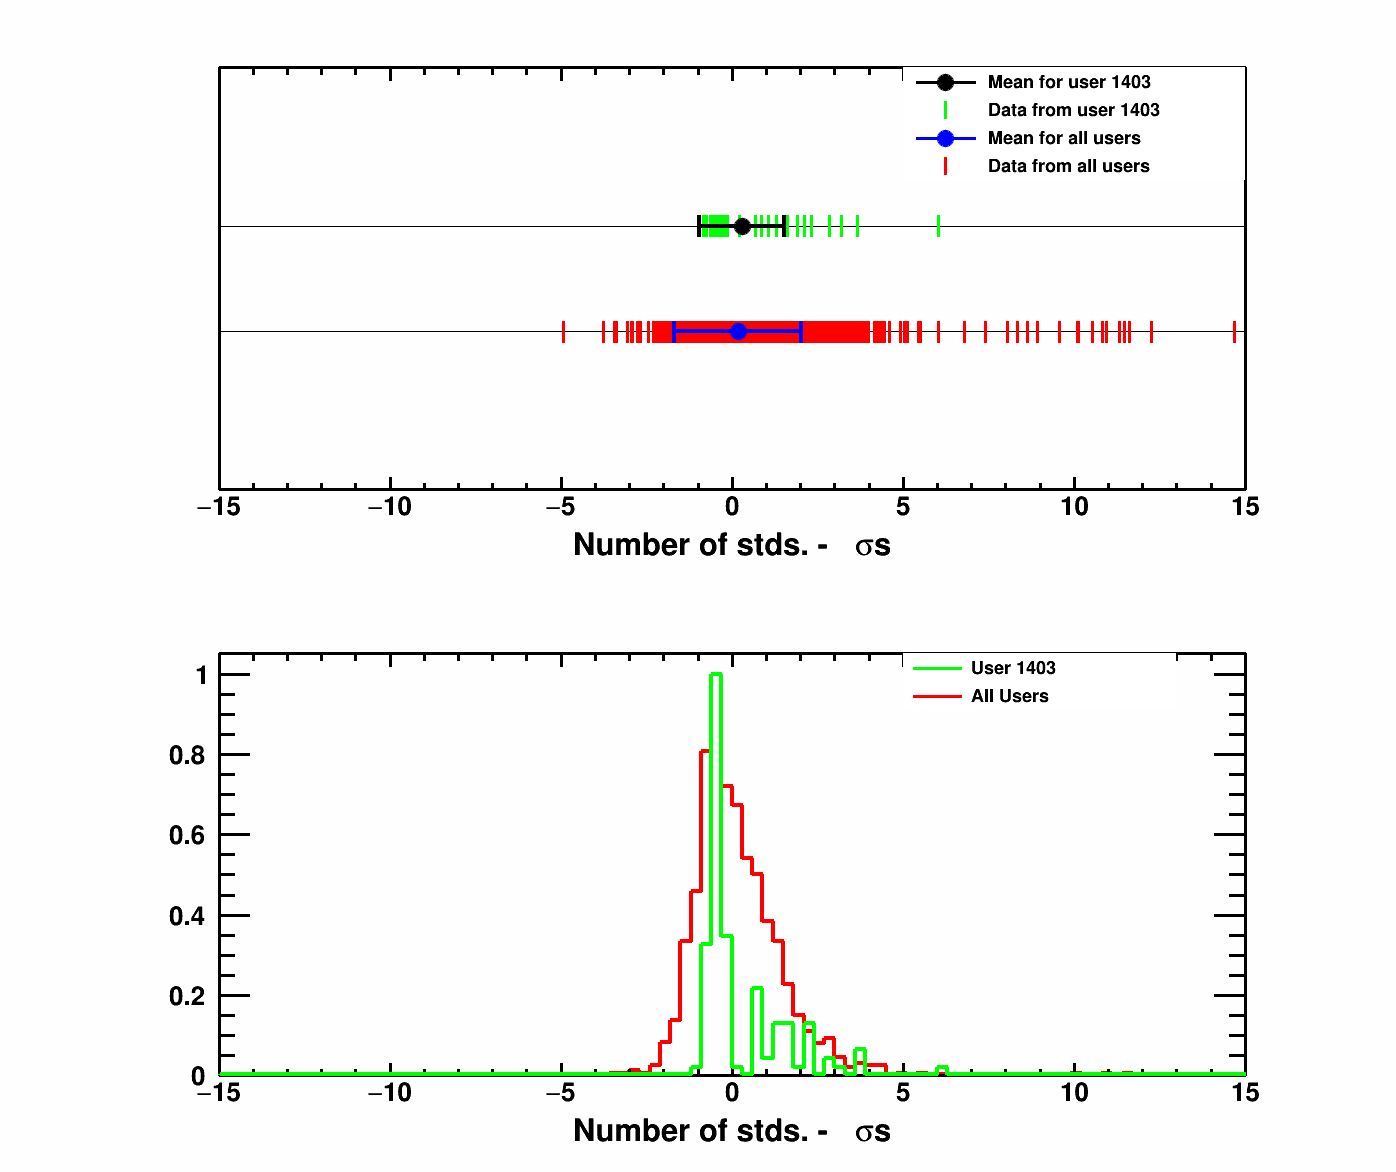 Mean for user 1403
Data from user 1403
Mean for all users
Data from all users
−15 −10 −5 0 5 10 15
Number of stds. - σs
User 1403
All Users
1
0.8
0.6
0.4
0.2
0
−15 −10 −5 0 5 10 15
Number of stds. - σs